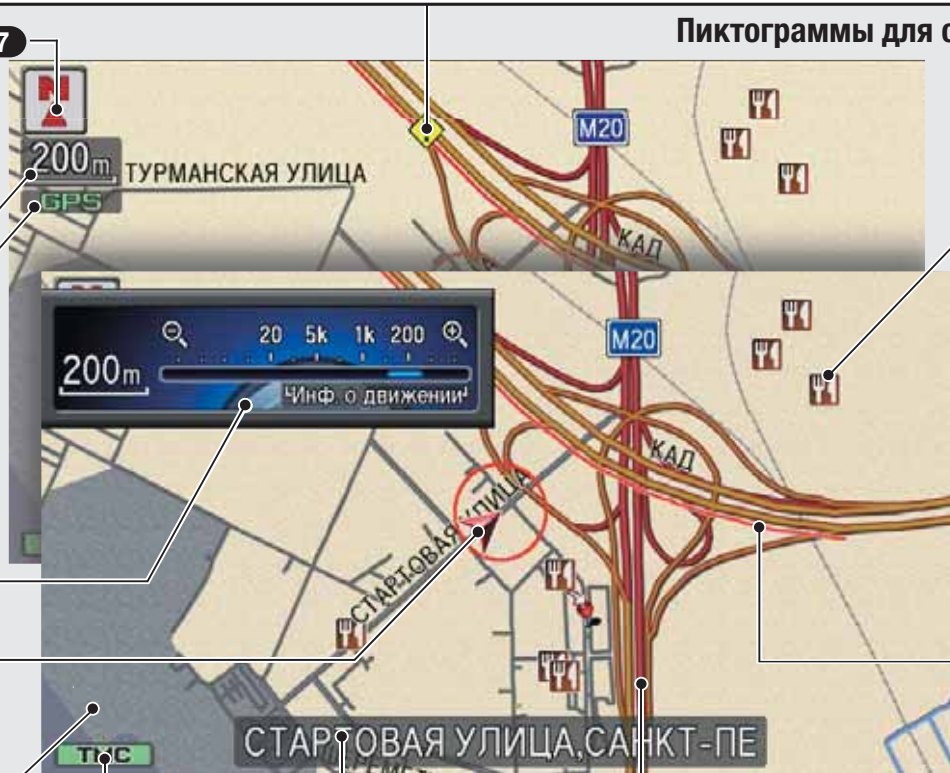 Пиктограммы для
7
N
200m
ТУРМАНСКАЯ УЛИЦА
GPS
M20
КАД
20 5k 1k 200
200m
Инф. о движении
M20
КАД
СТАРТОВАЯ УЛИЦА
СТАРТОВАЯ УЛИЦА,САНКТ-ПЕ
TMC